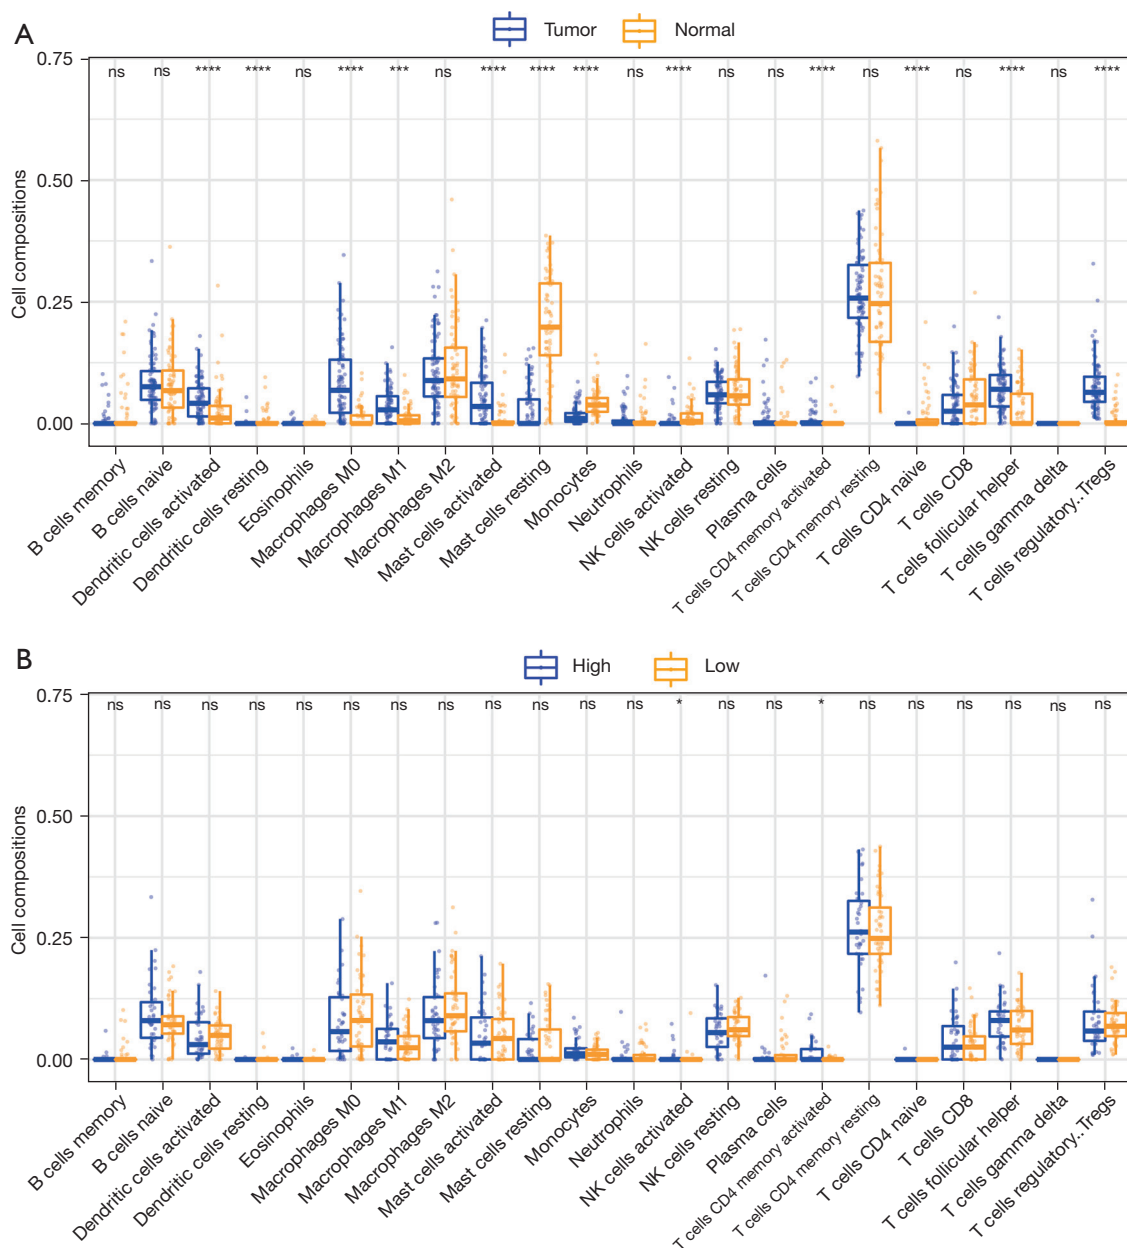 A
Tumor Normal
0.75
ns ns **** **** ns **** *** ns **** **** **** ns **** ns ns **** ns **** ns **** ns ****
0.50
Cell compositions
0.25
0.00
B cells memory
B cells naive
Dendritic cells activated
Dendritic cells resting
Eosinophils
Macrophages M0
Macrophages M1
Macrophages M2
Mast cells activated
Mast cells resting
Monocytes
Neutrophils
NK cells activated
NK cells resting
Plasma cells
T cells CD4 memory activated
T cells CD4 memory resting
T cells CD4 naive
T cells CD8
T cells follicular helper
T cells gamma delta
T cells regulatory..Tregs
B
High Low
0.75
ns ns ns ns ns ns ns ns ns ns ns ns * ns ns * ns ns ns ns ns ns
0.50
Cell compositions
0.25
0.00
B cells memory
B cells naive
Dendritic cells activated
Dendritic cells resting
Eosinophils
Macrophages M0
Macrophages M1
Macrophages M2
Mast cells activated
Mast cells resting
Monocytes
Neutrophils
NK cells activated
NK cells resting
Plasma cells
T cells CD4 memory activated
T cells CD4 memory resting
T cells CD4 naive
T cells CD8
T cells follicular helper
T cells gamma delta
T cells regulatory..Tregs